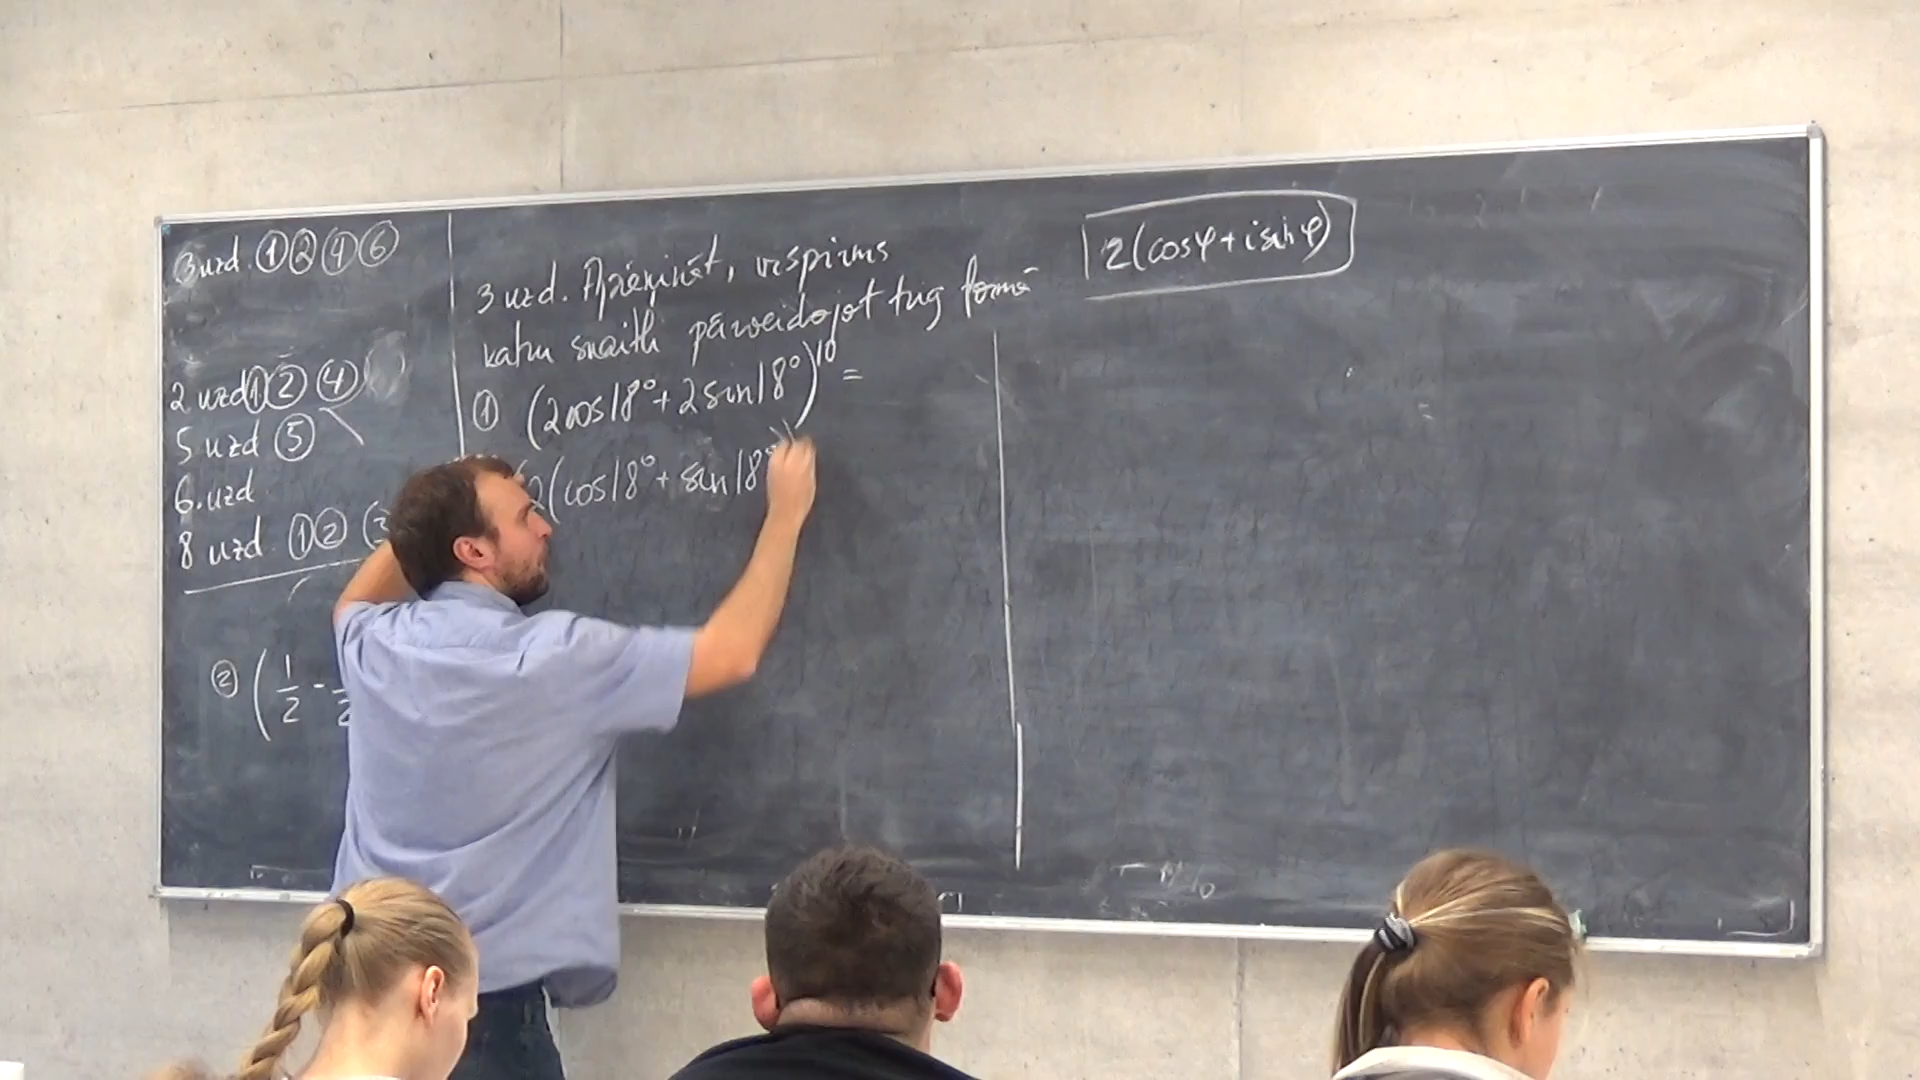 3 uzd. ① ② ④ ⑥
2 uzd ① ② ④
5 uzd ⑤
6. uzd
8 uzd. ① ②
② ( 1/2 -
3 uzd. Aprēķināt, vispirms
katru skaitli pārveidojot trig formā
① (2cos18° + 2sin18°)¹⁰ =
2(cos18° + sin18°
2(cosφ + i sin φ)